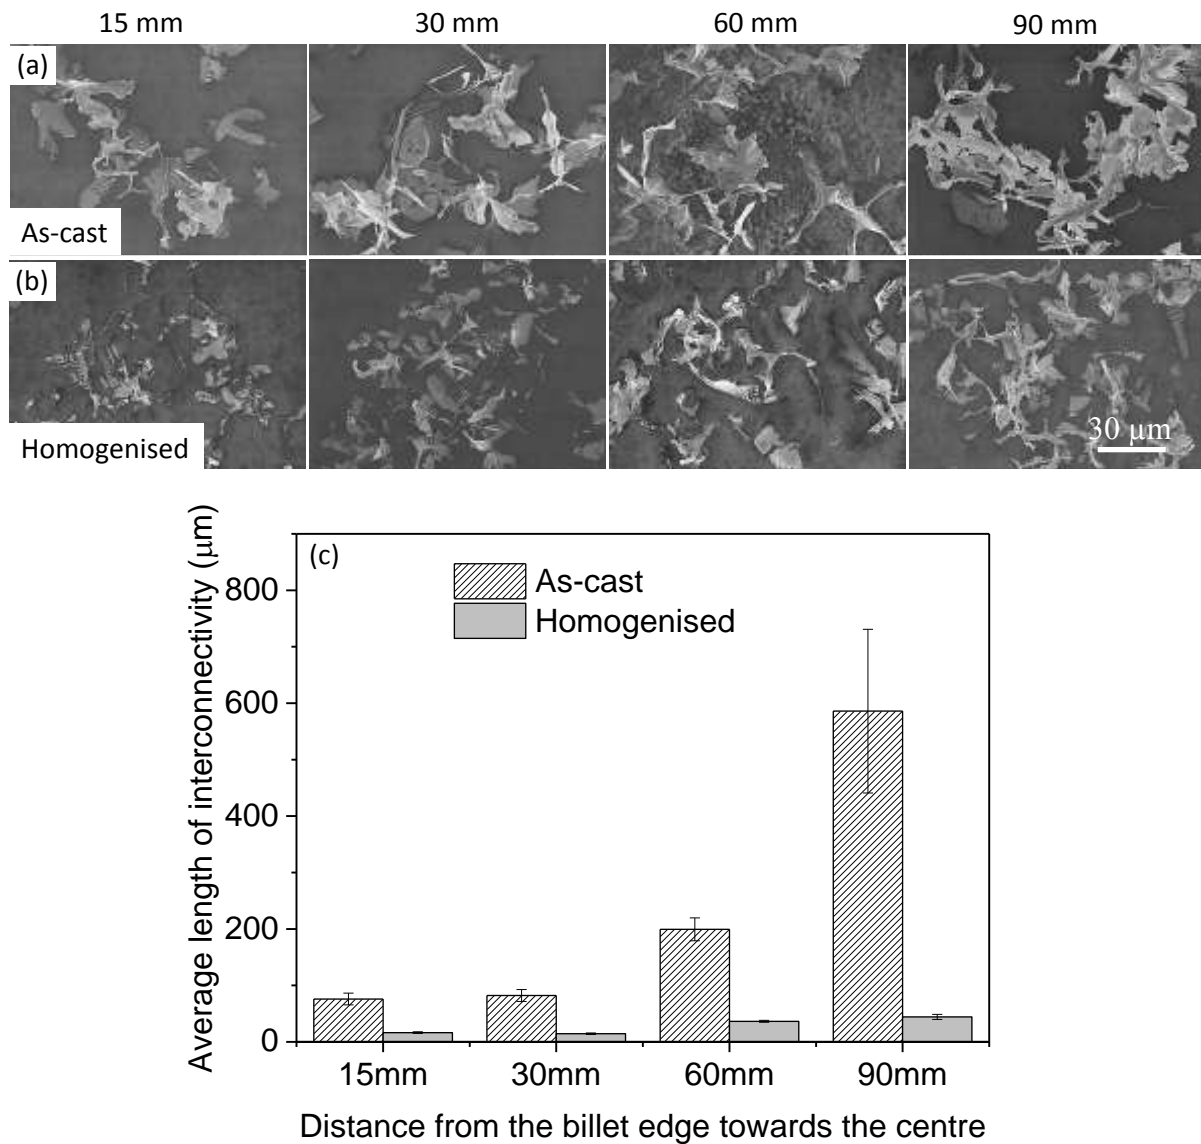 15 mm 30 mm 60 mm 90 mm
(a)
As-cast
(b)
Homogenised
30 μm
(c)
As-cast
Homogenised
Average length of interconnectivity (μm)
800
600
400
200
0
15mm 30mm 60mm 90mm
Distance from the billet edge towards the centre